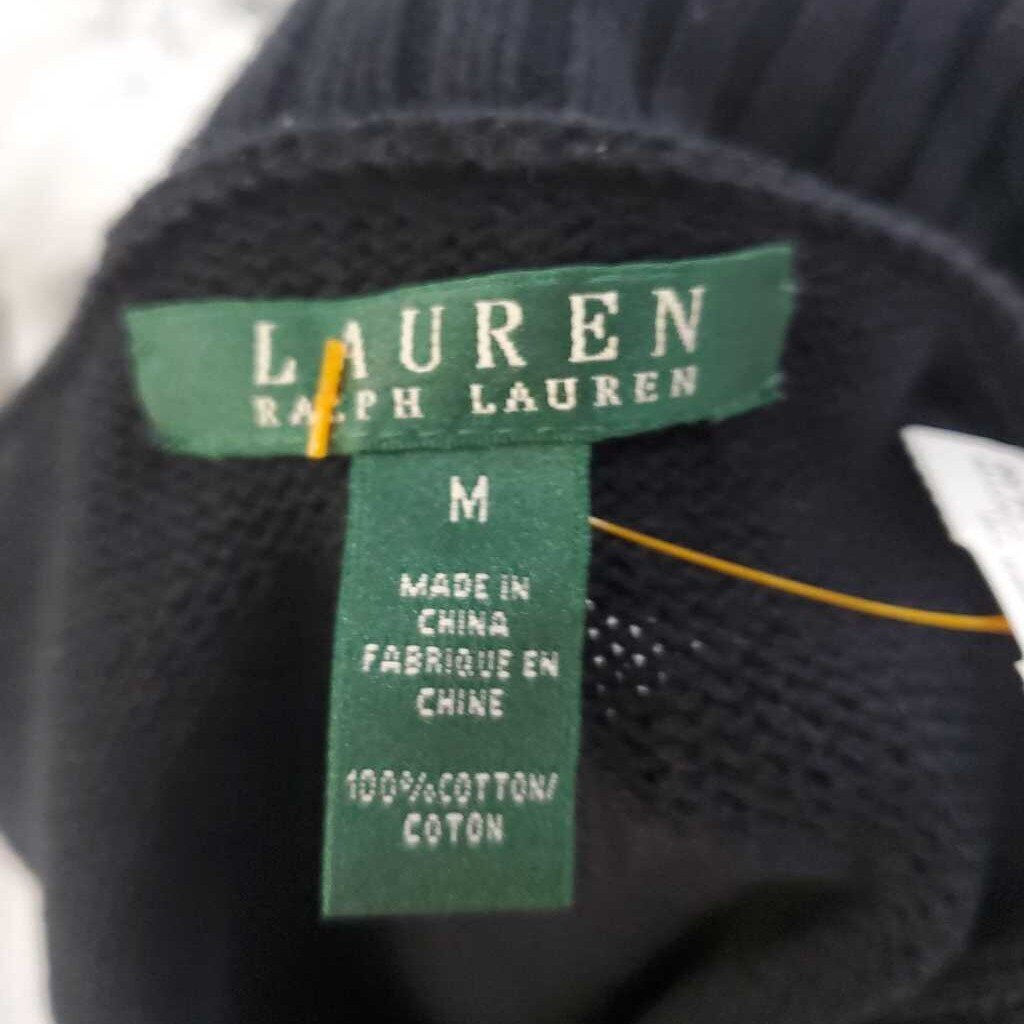 LAUREN
RALPH LAUREN
M
MADE IN
CHINA
FABRIQUE EN
CHINE
100% COTTON/
COTON